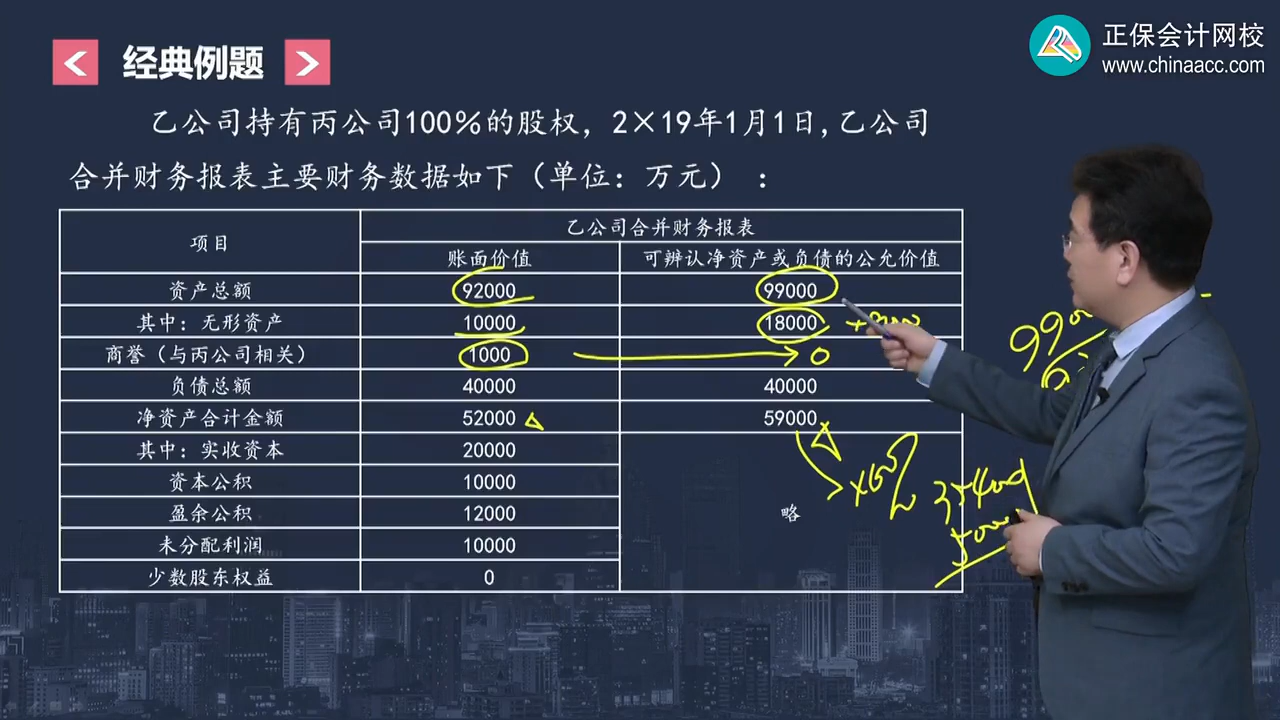 正保会计网校
www.chinaacc.com
经典例题
乙公司持有丙公司100%的股权，2×19年1月1日,乙公司
合并财务报表主要财务数据如下（单位：万元）：
项目 乙公司合并财务报表
账面价值 可辨认净资产或负债的公允价值
资产总额 92000 99000
其中：无形资产 10000 18000
商誉（与丙公司相关） 1000 0
负债总额 40000 40000
净资产合计金额 52000 59000
其中：实收资本 20000
资本公积 10000
盈余公积 12000
未分配利润 10000
少数股东权益 0
略
×60%
35400